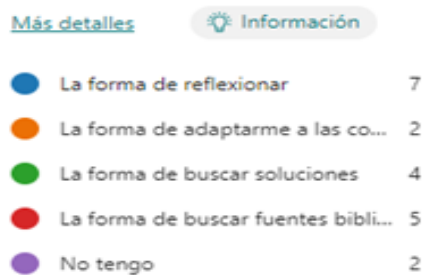 Más detalles Información
La forma de reflexionar 7
La forma de adaptarme a las co... 2
La forma de buscar soluciones 4
La forma de buscar fuentes bibli... 5
No tengo 2